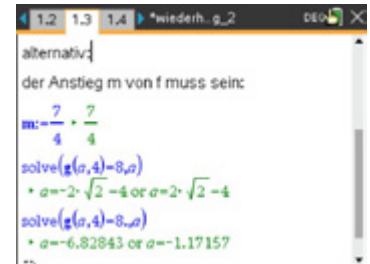 1.2 1.3 1.4 *wiederh…g_2 DEG
alternativ:
der Anstieg m von f muss sein:
m:=7/4 ▸ 7/4
solve(g(a,4)=8,a)
▸ a=-2·√2 -4 or a=2·√2 -4
solve(g(a,4)=8.,a)
▸ a=-6.82843 or a=-1.17157